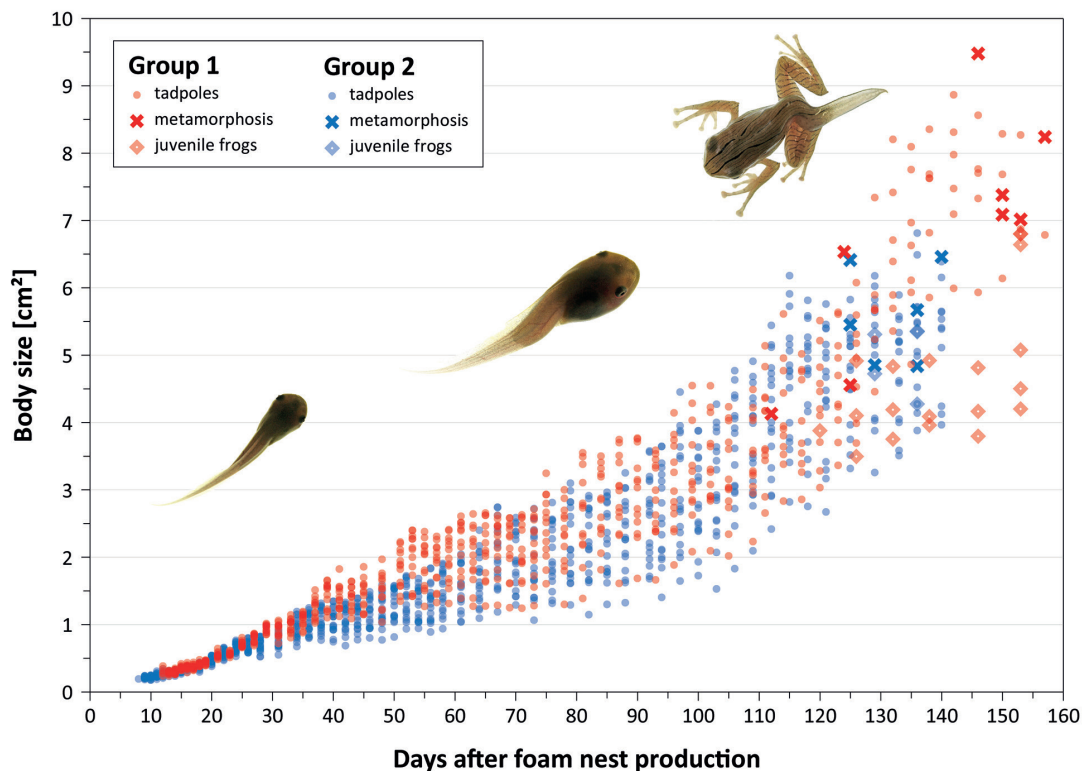 10
9
8
7
6
5
4
3
2
1
0
Body size [cm²]
Group 1
tadpoles
metamorphosis
juvenile frogs
Group 2
tadpoles
metamorphosis
juvenile frogs
0 10 20 30 40 50 60 70 80 90 100 110 120 130 140 150 160
Days after foam nest production